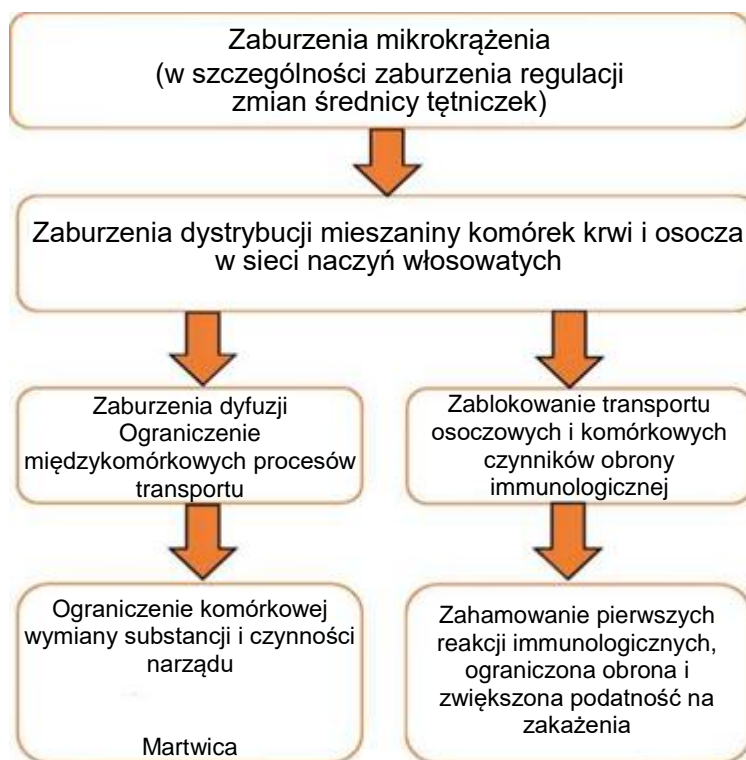 Zaburzenia mikrokrążenia
(w szczególności zaburzenia regulacji
zmian średnicy tętniczek)
Zaburzenia dystrybucji mieszaniny komórek krwi i osocza
w sieci naczyń włosowatych
Zaburzenia dyfuzji
Ograniczenie
międzykomórkowych procesów
transportu
Zablokowanie transportu
osoczowych i komórkowych
czynników obrony
immunologicznej
Ograniczenie komórkowej
wymiany substancji i czynności
narządu
Martwica
Zahamowanie pierwszych
reakcji immunologicznych,
ograniczona obrona i
zwiększona podatność na
zakażenia